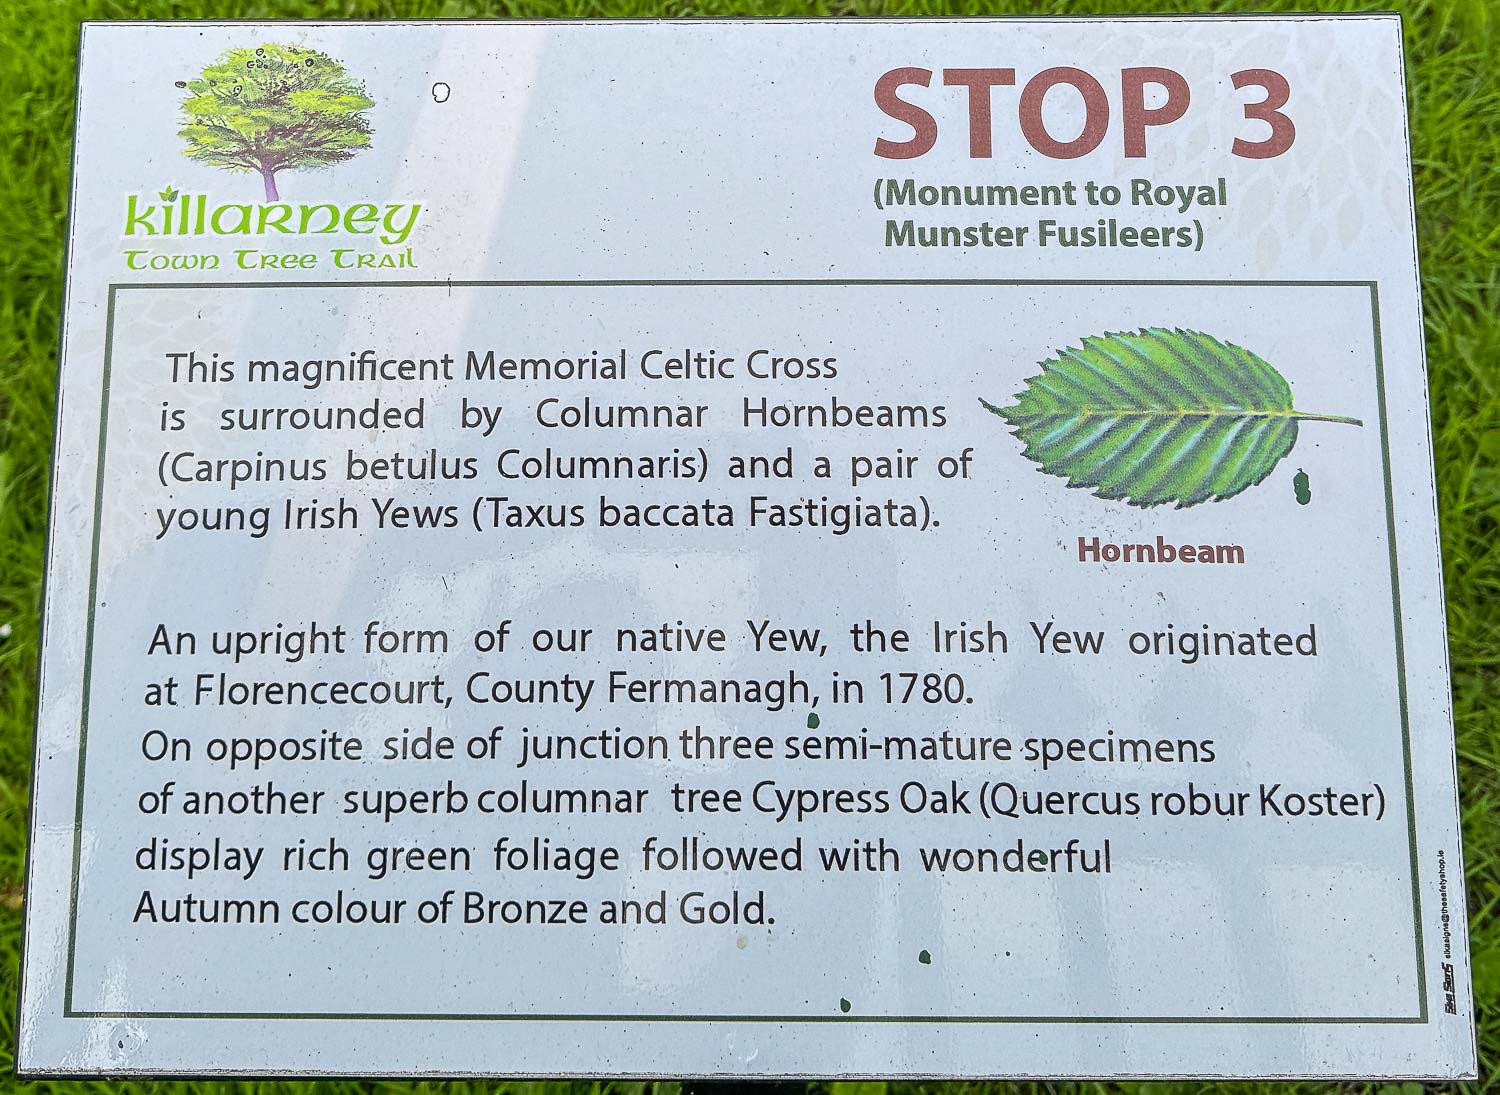 killarney
Town Tree Trail
STOP 3
(Monument to Royal
Munster Fusileers)
This magnificent Memorial Celtic Cross
is surrounded by Columnar Hornbeams
(Carpinus betulus Columnaris) and a pair of
young Irish Yews (Taxus baccata Fastigiata).
Hornbeam
An upright form of our native Yew, the Irish Yew originated
at Florencecourt, County Fermanagh, in 1780.
On opposite side of junction three semi-mature specimens
of another superb columnar tree Cypress Oak (Quercus robur Koster)
display rich green foliage followed with wonderful
Autumn colour of Bronze and Gold.
sikasigns@thesafetyshop.ie